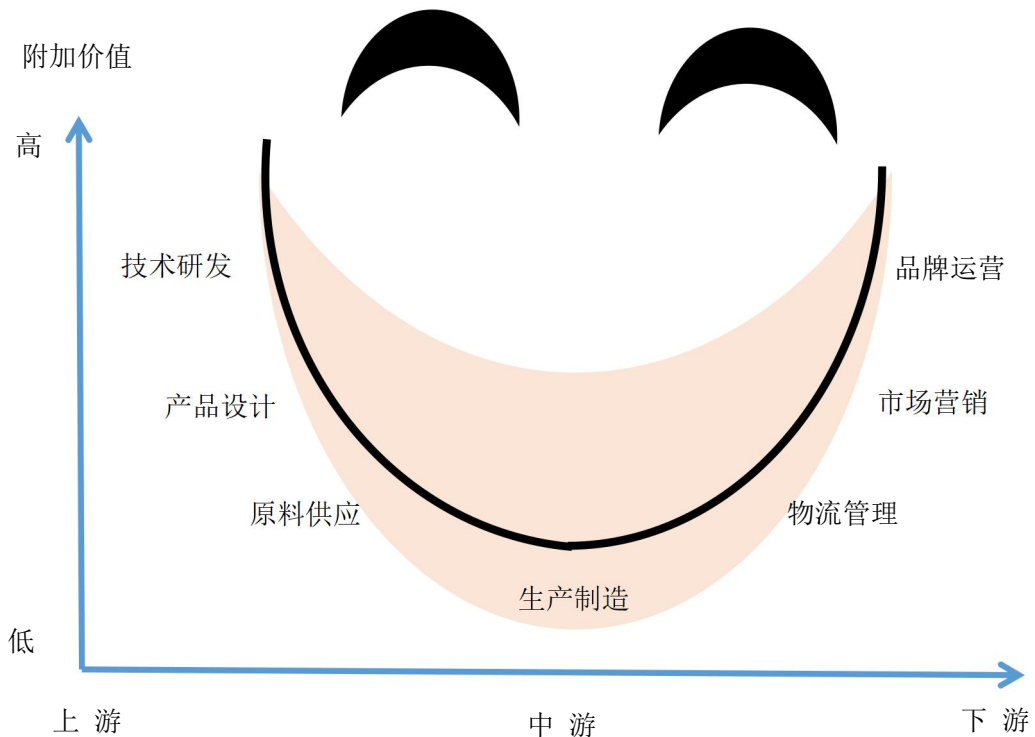 附加价值
高
技术研发
品牌运营
产品设计
市场营销
原料供应
物流管理
生产制造
低
上 游
中 游
下 游